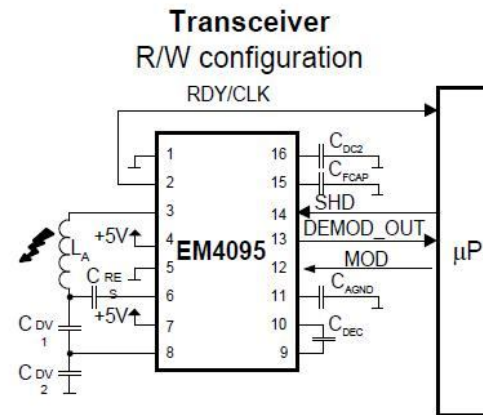 Transceiver
R/W configuration
RDY/CLK
1
16
CDC2
2
15
CFCAP
SHD
3
14
+5V
DEMOD_OUT
4
13
LA
EM4095
µP
MOD
5
12
CRES
6
11
CAGND
+5V
7
10
CDEC
CDV1
8
9
CDV2